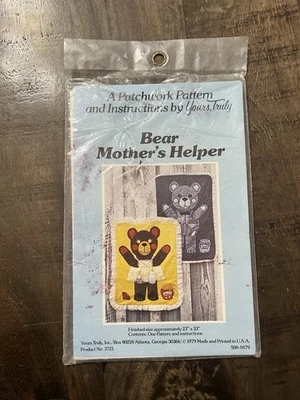 A Patchwork Pattern
and Instructions by Yours, Truly
Bear
Mother's Helper
Finished size approximately 23" x 33"
Contents: One Pattern and instructions
Yours Truly, Inc., Box 80218/Atlanta, Georgia 30366/© 1979 Made and Printed in U.S.A.
Product No. 3715